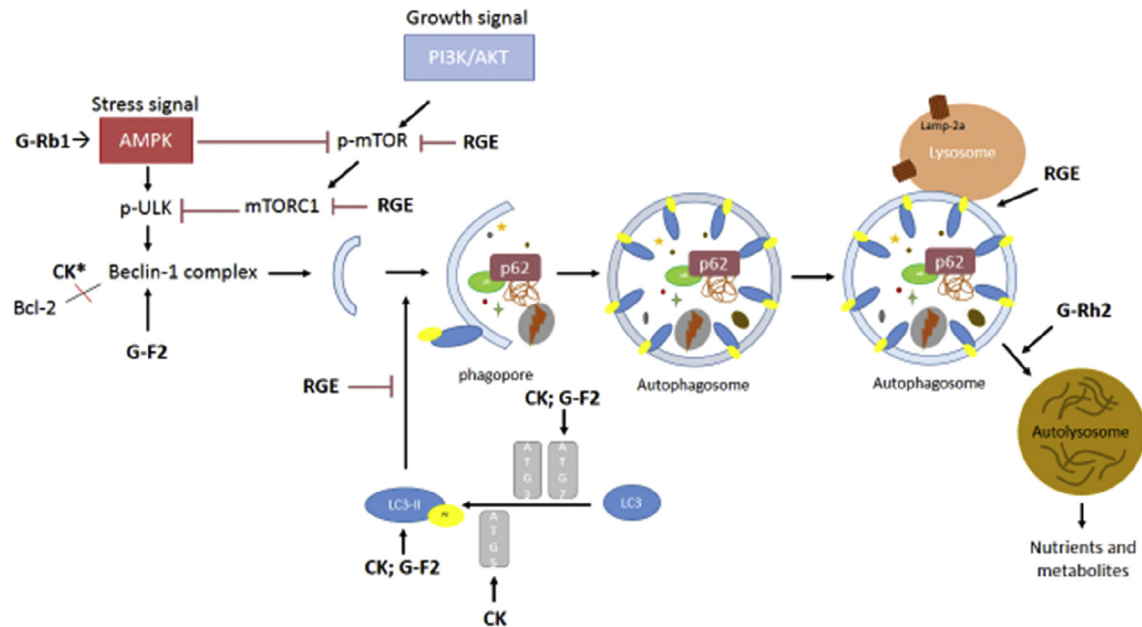 Growth signal
PI3K/AKT
Stress signal
G-Rb1
AMPK
p-mTOR
RGE
p-ULK
mTORC1
RGE
Lamp-2a
Lysosome
RGE
CK*
Beclin-1 complex
Bcl-2
G-F2
p62
p62
p62
G-Rh2
phagopore
Autophagosome
Autophagosome
RGE
CK; G-F2
Autolysosome
ATG3
ATG7
LC3-II
PE
LC3
ATG5
CK; G-F2
CK
Nutrients and
metabolites